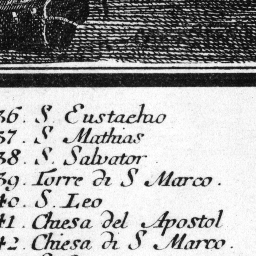 36. S. Eustachio
37. S. Mathias
38. S. Salvator.
39. Torre di S Marco.
40. S. Leo
41. Chiesa del Apostol
42. Chiesa di S Marco.